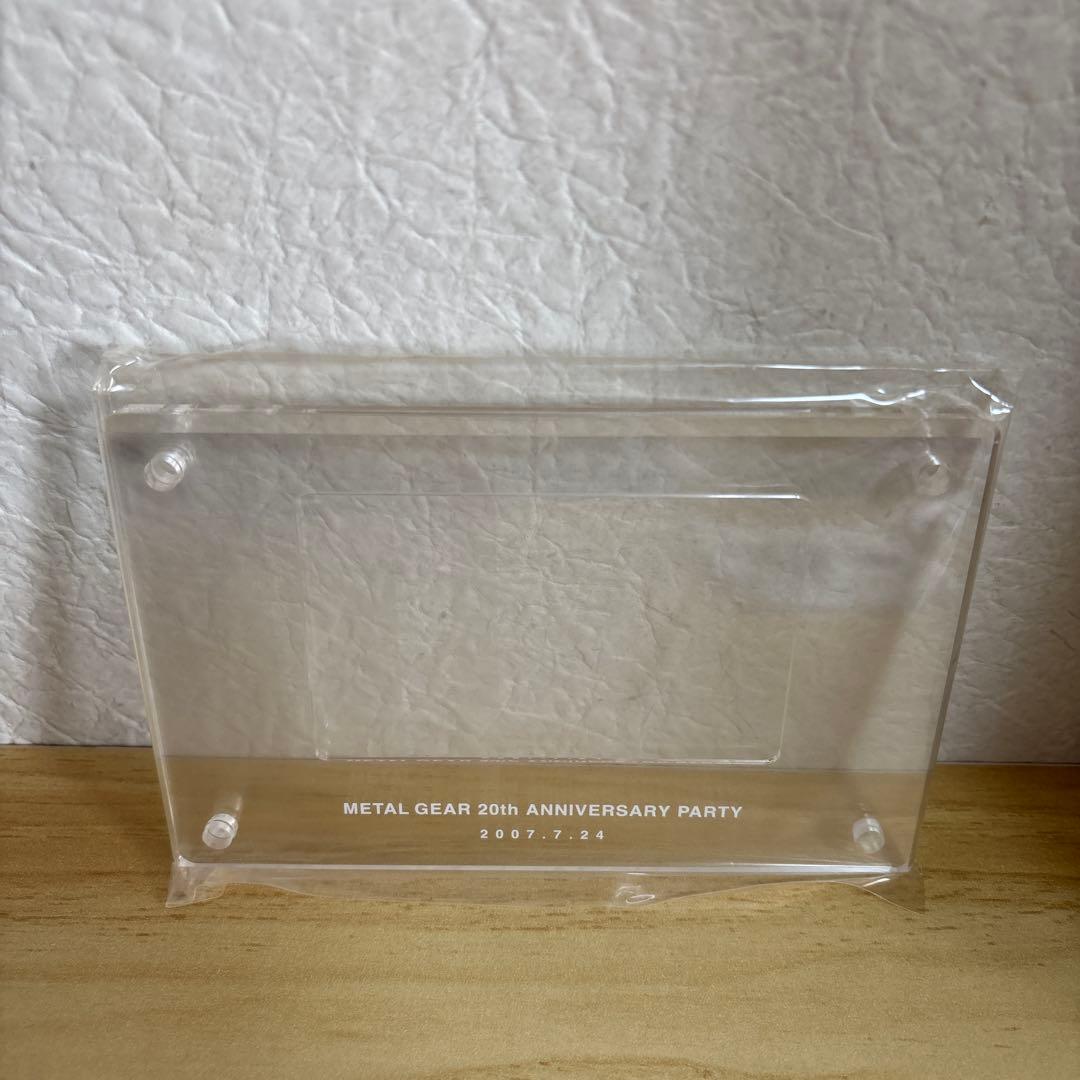 METAL GEAR 20th ANNIVERSARY PARTY
2007.7.24